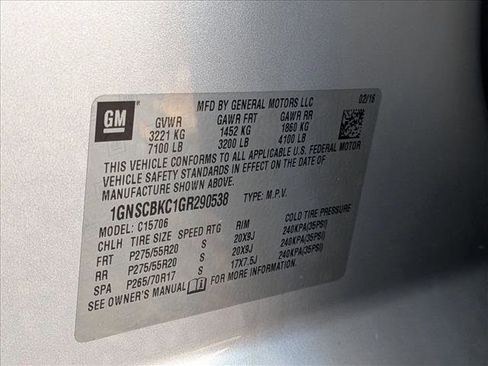 GM
MFD BY GENERAL MOTORS LLC 02/16
GVWR GAWR FRT GAWR RR
3221 KG 1452 KG 1860 KG
7100 LB 3200 LB 4100 LB
THIS VEHICLE CONFORMS TO ALL APPLICABLE U.S. FEDERAL MOTOR
VEHICLE SAFETY STANDARDS IN EFFECT ON THE DATE OF
MANUFACTURE SHOWN ABOVE.
1GNSCBKC1GR290538 TYPE: M.P.V.
MODEL: C15706
CHLH TIRE SIZE SPEED RTG RIM COLD TIRE PRESSURE
FRT P275/55R20 S 20X9J 240KPA(35PSI)
RR P275/55R20 S 20X9J 240KPA(35PSI)
SPA P265/70R17 S 17X7.5J 240KPA(35PSI)
SEE OWNER'S MANUAL FOR MORE INFORMATION.